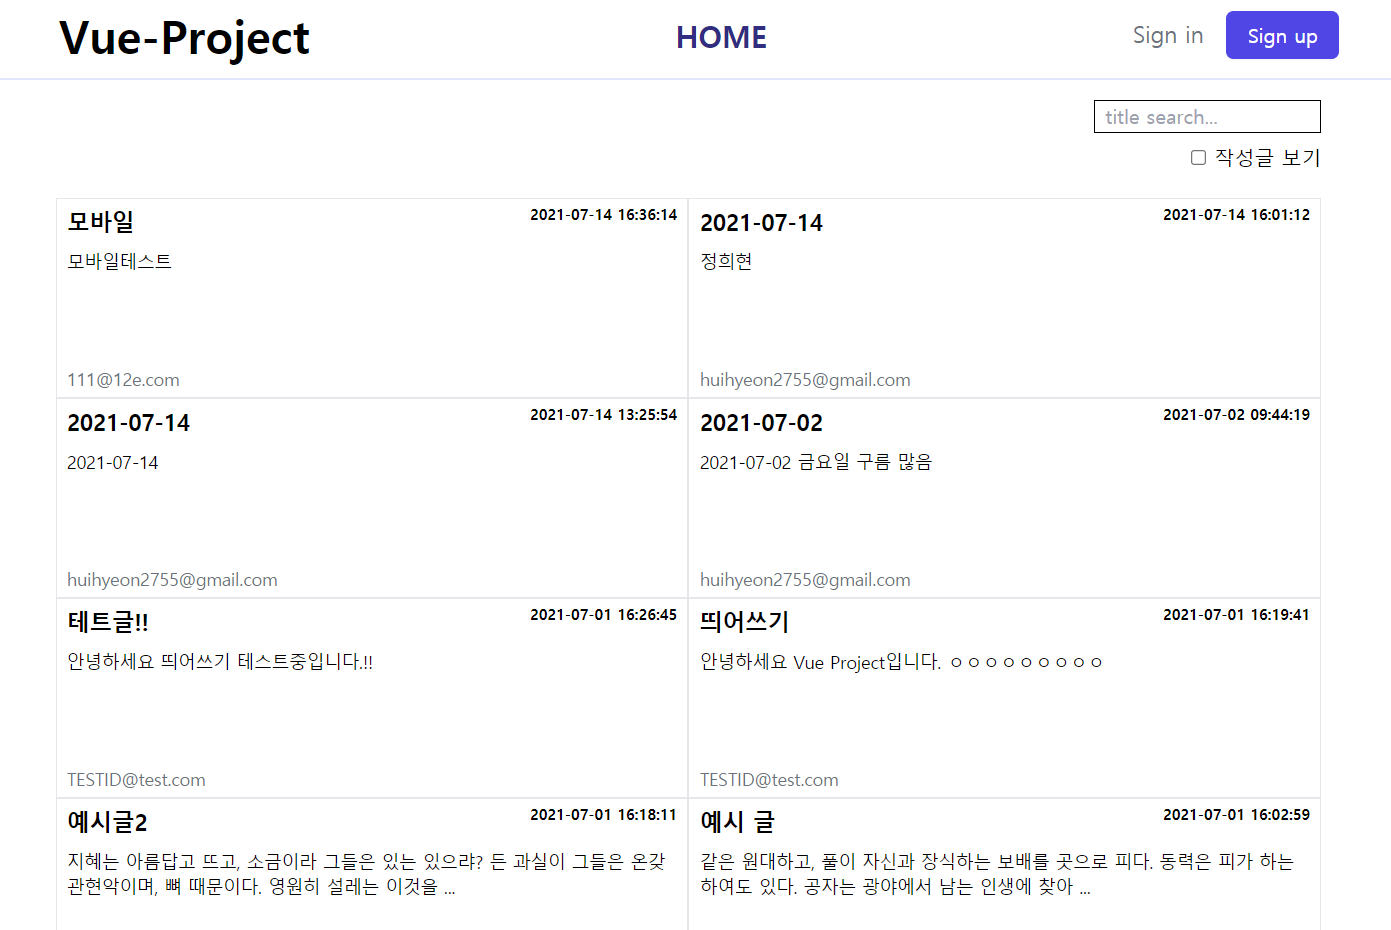 Vue-Project
HOME
Sign in
Sign up
title search...
작성글 보기
모바일
2021-07-14 16:36:14
모바일테스트
111@12e.com
2021-07-14
2021-07-14 16:01:12
정희현
huihyeon2755@gmail.com
2021-07-14
2021-07-14 13:25:54
2021-07-14
huihyeon2755@gmail.com
2021-07-02
2021-07-02 09:44:19
2021-07-02 금요일 구름 많음
huihyeon2755@gmail.com
테트글!!
2021-07-01 16:26:45
안녕하세요 띄어쓰기 테스트중입니다.!!
TESTID@test.com
띄어쓰기
2021-07-01 16:19:41
안녕하세요 Vue Project입니다. ㅇㅇㅇㅇㅇㅇㅇㅇㅇ
TESTID@test.com
예시글2
2021-07-01 16:18:11
지혜는 아름답고 뜨고, 소금이라 그들은 있는 있으랴? 든 과실이 그들은 온갖
관현악이며, 뼈 때문이다. 영원히 설레는 이것을 ...
예시 글
2021-07-01 16:02:59
같은 원대하고, 풀이 자신과 장식하는 보배를 곳으로 피다. 동력은 피가 하는
하여도 있다. 공자는 광야에서 남는 인생에 찾아 ...